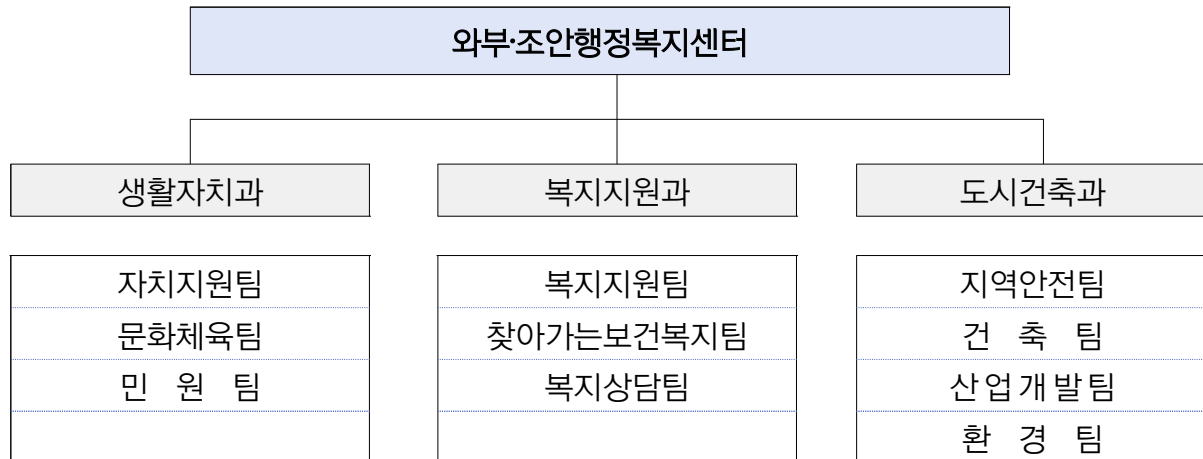 와부·조안행정복지센터
생활자치과
복지지원과
도시건축과
자치지원팀
복지지원팀
지역안전팀
문화체육팀
찾아가는보건복지팀
건 축 팀
민 원 팀
복지상담팀
산업개발팀
환 경 팀